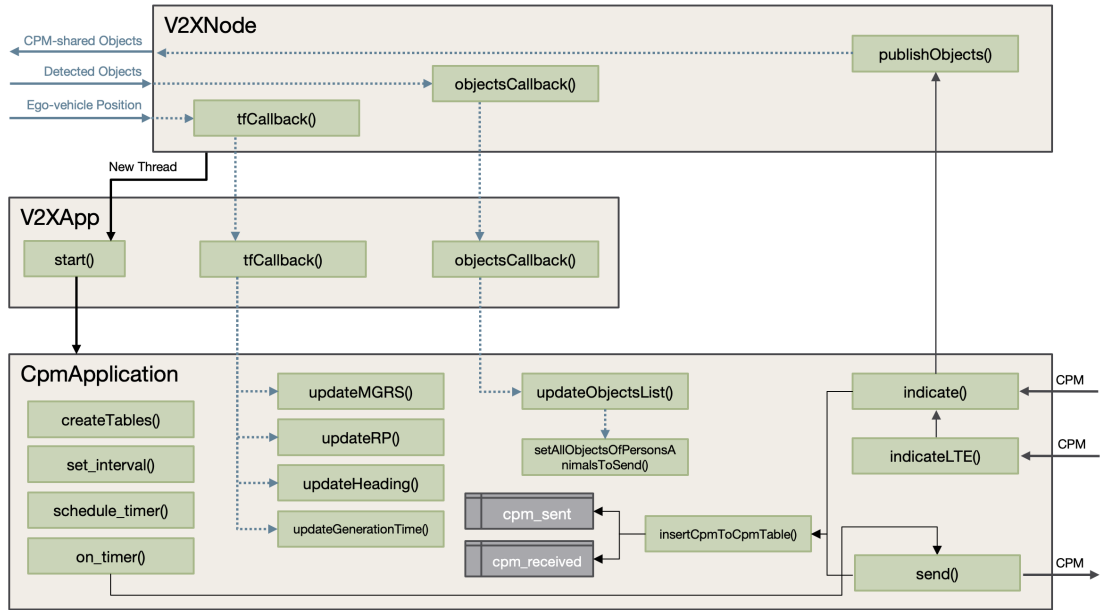 V2XNode
CPM-shared Objects
publishObjects()
Detected Objects
objectsCallback()
Ego-vehicle Position
tfCallback()
New Thread
V2XApp
start()
tfCallback()
objectsCallback()
CpmApplication
updateMGRS()
updateObjectsList()
indicate()
CPM
createTables()
updateRP()
setAllObjectsOfPersonsA
nimalsToSend()
indicateLTE()
CPM
set_interval()
updateHeading()
schedule_timer()
cpm_sent
updateGenerationTime()
insertCpmToCpmTable()
on_timer()
cpm_received
send()
CPM